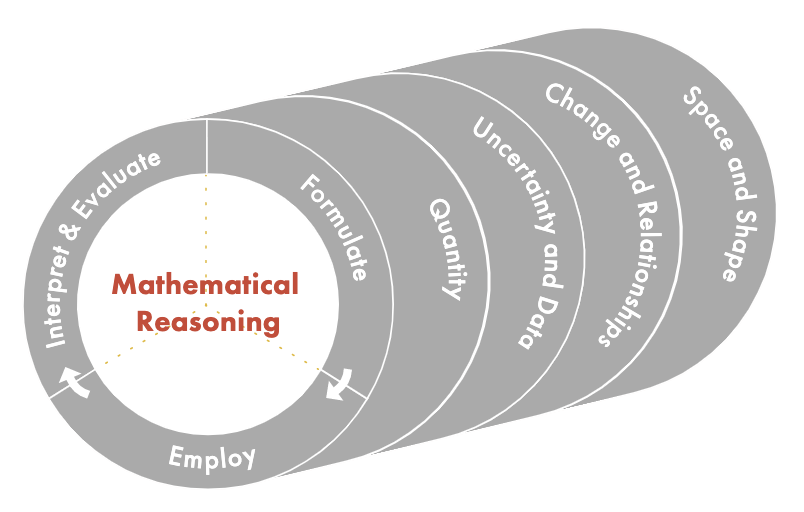 Mathematical
Reasoning
Interpret & Evaluate
Formulate
Employ
Quantity
Uncertainty and Data
Change and Relationships
Space and Shape